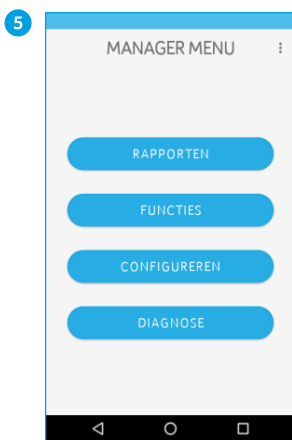 5
MANAGER MENU
RAPPORTEN
FUNCTIES
CONFIGUREREN
DIAGNOSE